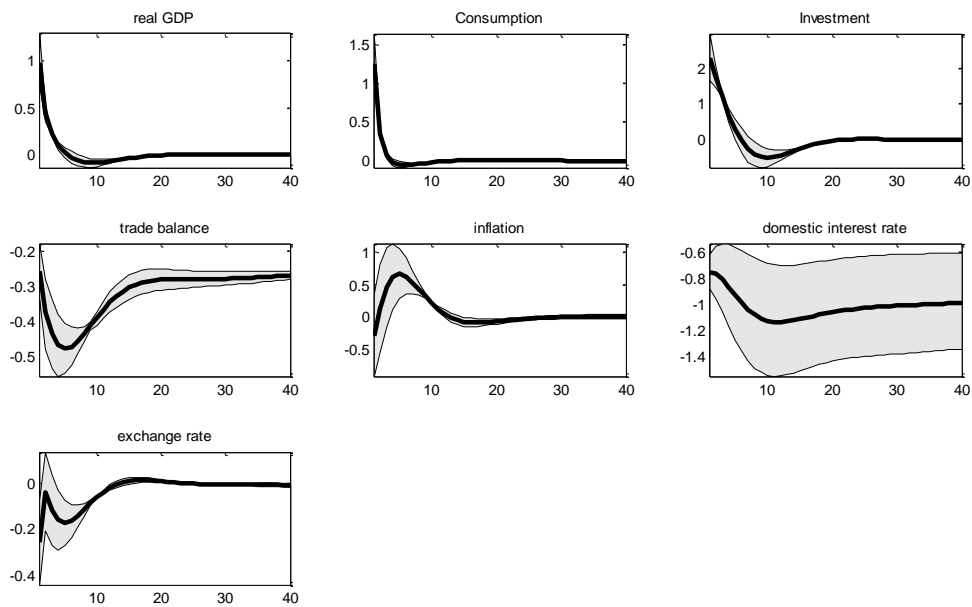 real GDP
1
0.5
0
10 20 30 40
Consumption
1.5
1
0.5
0
10 20 30 40
Investment
2
1
0
10 20 30 40
trade balance
-0.2
-0.3
-0.4
-0.5
10 20 30 40
inflation
1
0.5
0
-0.5
10 20 30 40
domestic interest rate
-0.6
-0.8
-1
-1.2
-1.4
10 20 30 40
exchange rate
0
-0.2
-0.4
10 20 30 40